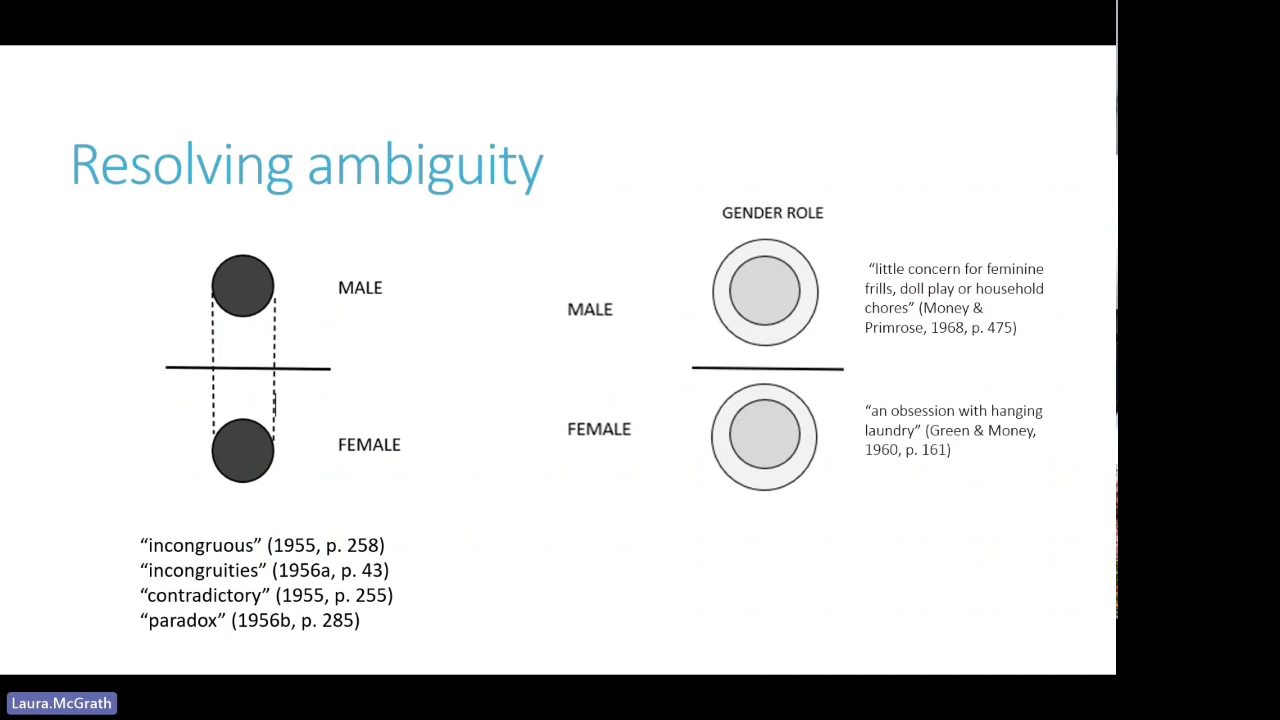 Resolving ambiguity
MALE
FEMALE
“incongruous” (1955, p. 258)
“incongruities” (1956a, p. 43)
“contradictory” (1955, p. 255)
“paradox” (1956b, p. 285)
GENDER ROLE
MALE
FEMALE
“little concern for feminine
frills, doll play or household
chores” (Money &
Primrose, 1968, p. 475)
“an obsession with hanging
laundry” (Green & Money,
1960, p. 161)
Laura.McGrath